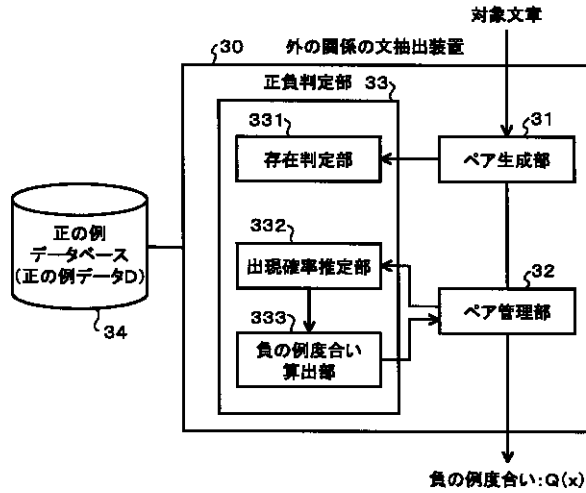 対象文章
30
外の関係の文抽出装置
正負判定部
33
331
存在判定部
31
ペア生成部
正の例
データベース
(正の例データD)
34
332
出現確率推定部
32
ペア管理部
333
負の例度合い
算出部
負の例度合い:Q(x)